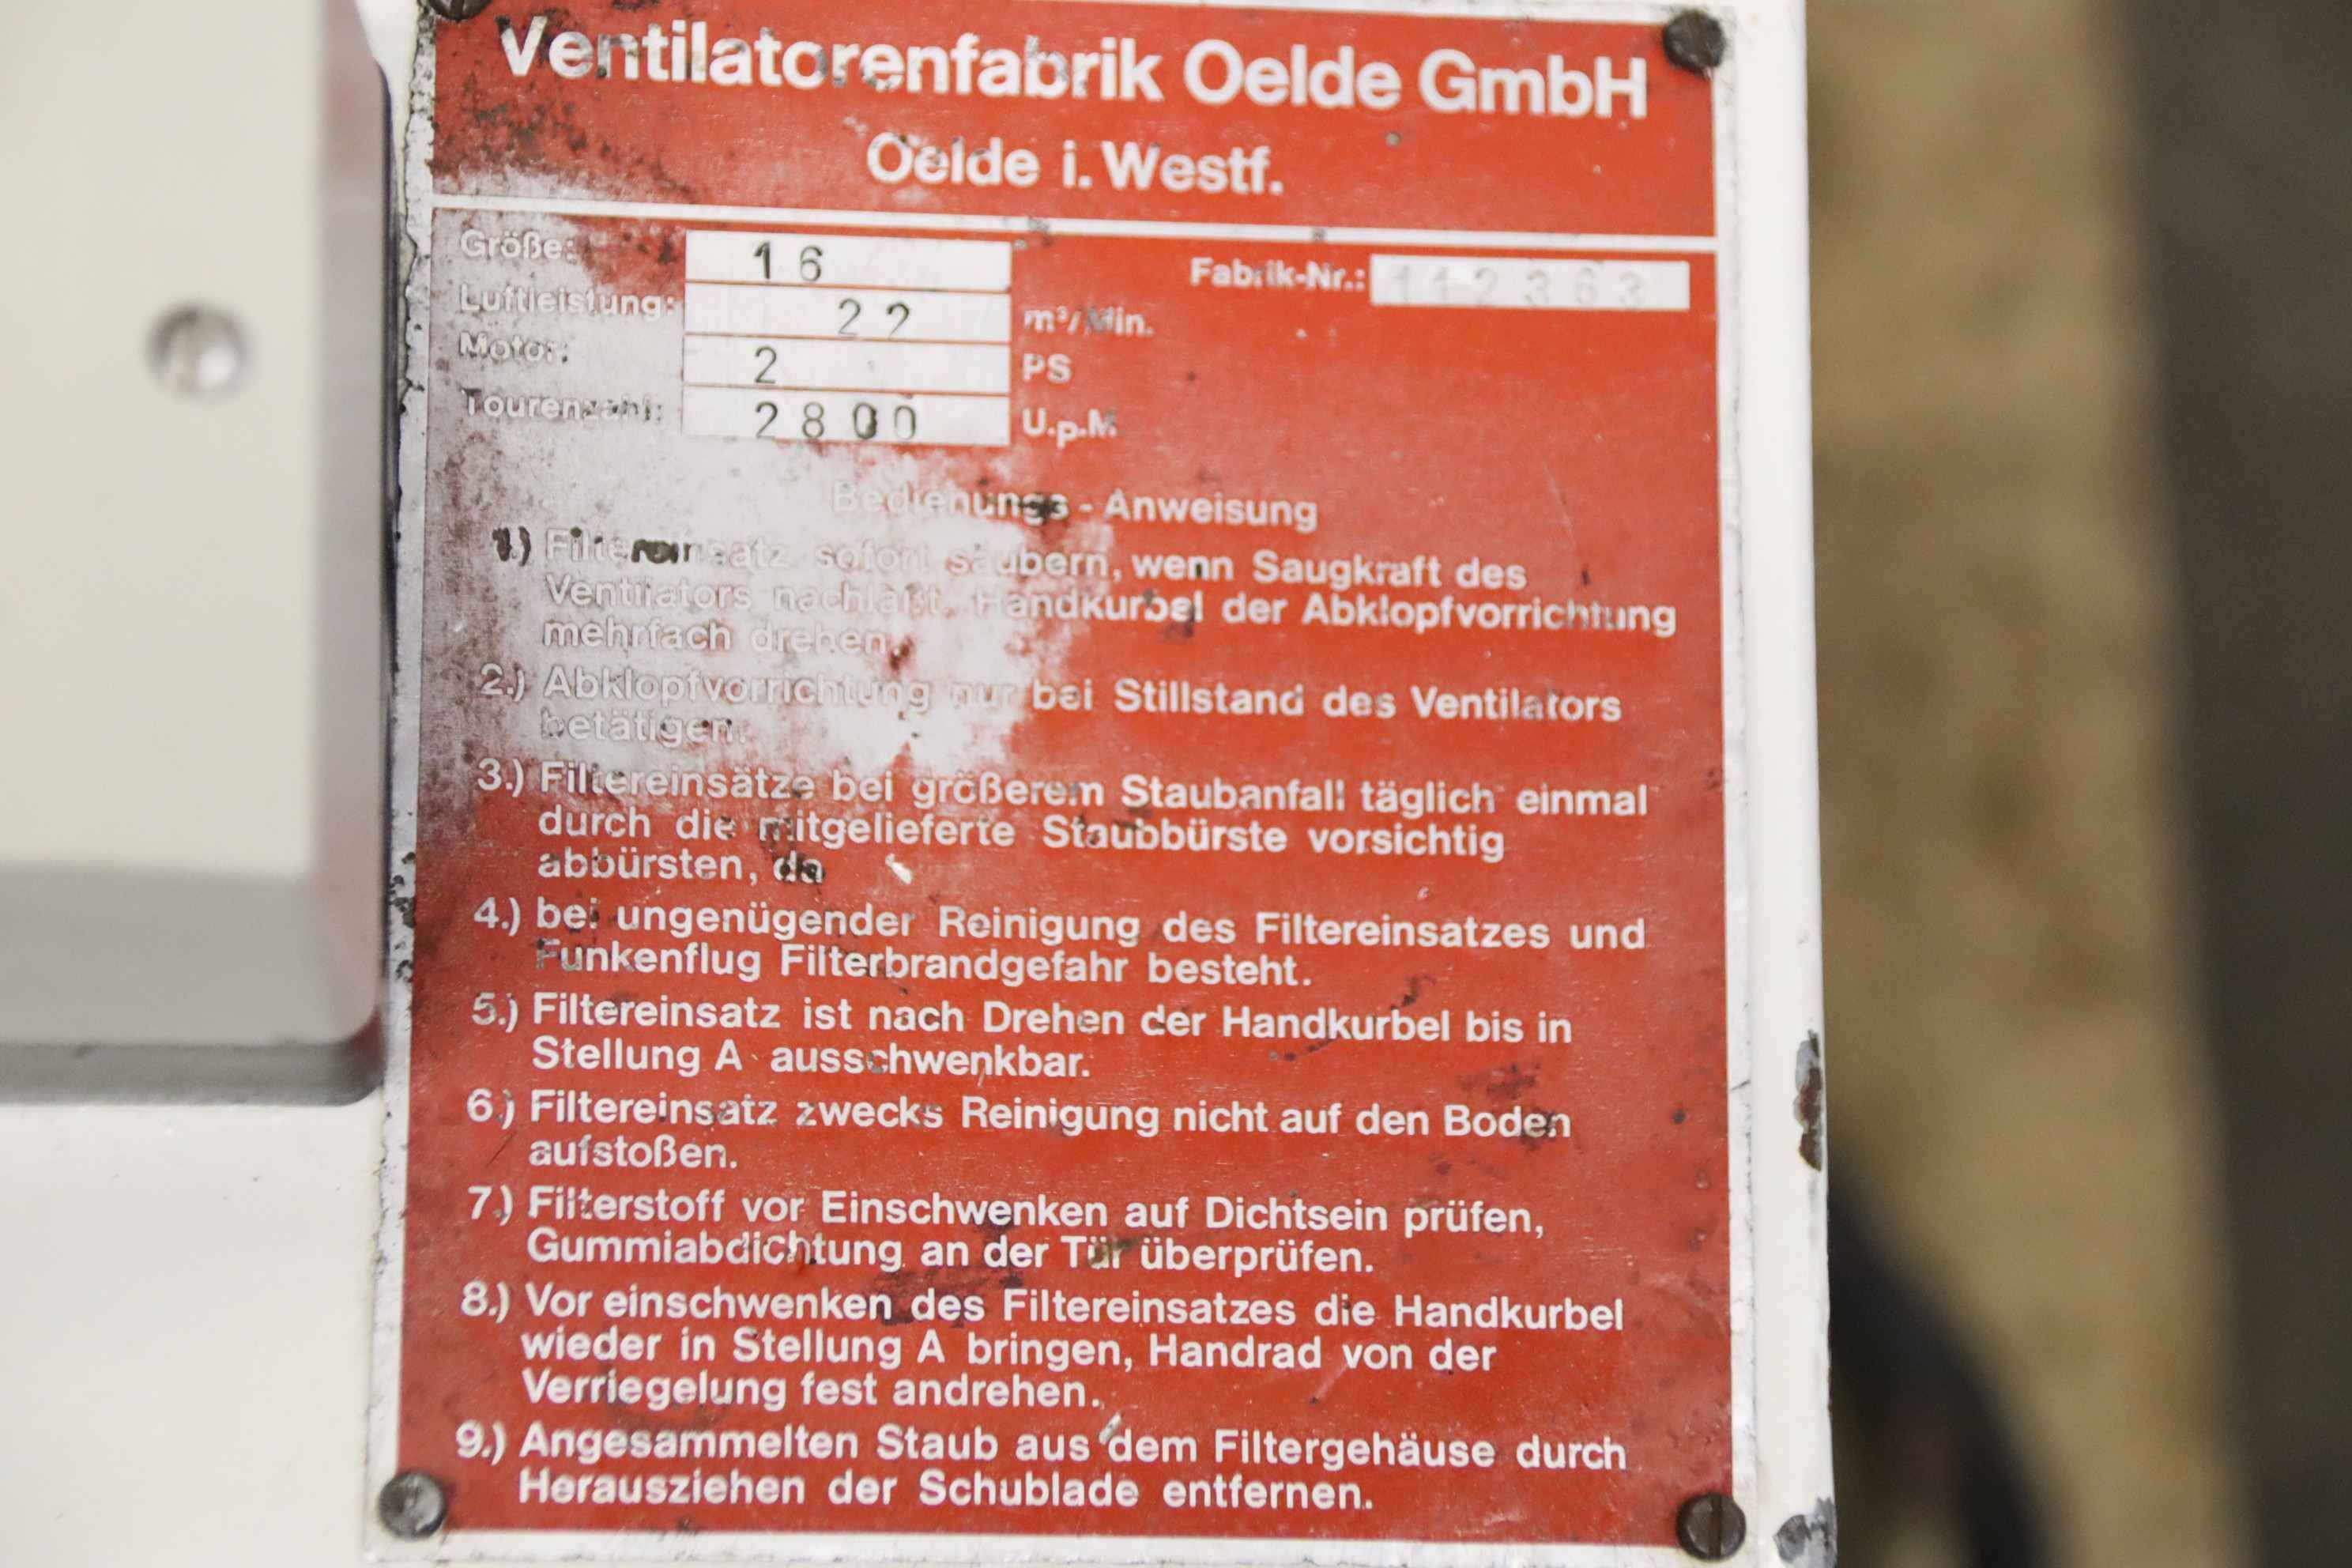 Ventilatorenfabrik Oelde GmbH
Oelde i. Westf.
Größe: 16
Fabrik-Nr.: 112363
Luftleistung: 22 m³/Min.
Motor: 2 PS
Tourenzahl: 2800 U.p.M.
Bedienungs - Anweisung
1.) Filtereinsatz sofort säubern, wenn Saugkraft des
Ventilators nachläßt. Handkurbel der Abklopfvorrichtung
mehrfach drehen.
2.) Abklopfvorrichtung nur bei Stillstand des Ventilators
betätigen.
3.) Filtereinsätze bei größerem Staubanfall täglich einmal
durch die mitgelieferte Staubbürste vorsichtig
abbürsten, da
4.) bei ungenügender Reinigung des Filtereinsatzes und
Funkenflug Filterbrandgefahr besteht.
5.) Filtereinsatz ist nach Drehen der Handkurbel bis in
Stellung A ausschwenkbar.
6.) Filtereinsatz zwecks Reinigung nicht auf den Boden
aufstoßen.
7.) Filterstoff vor Einschwenken auf Dichtsein prüfen,
Gummiabdichtung an der Tür überprüfen.
8.) Vor einschwenken des Filtereinsatzes die Handkurbel
wieder in Stellung A bringen, Handrad von der
Verriegelung fest andrehen.
9.) Angesammelten Staub aus dem Filtergehäuse durch
Herausziehen der Schublade entfernen.